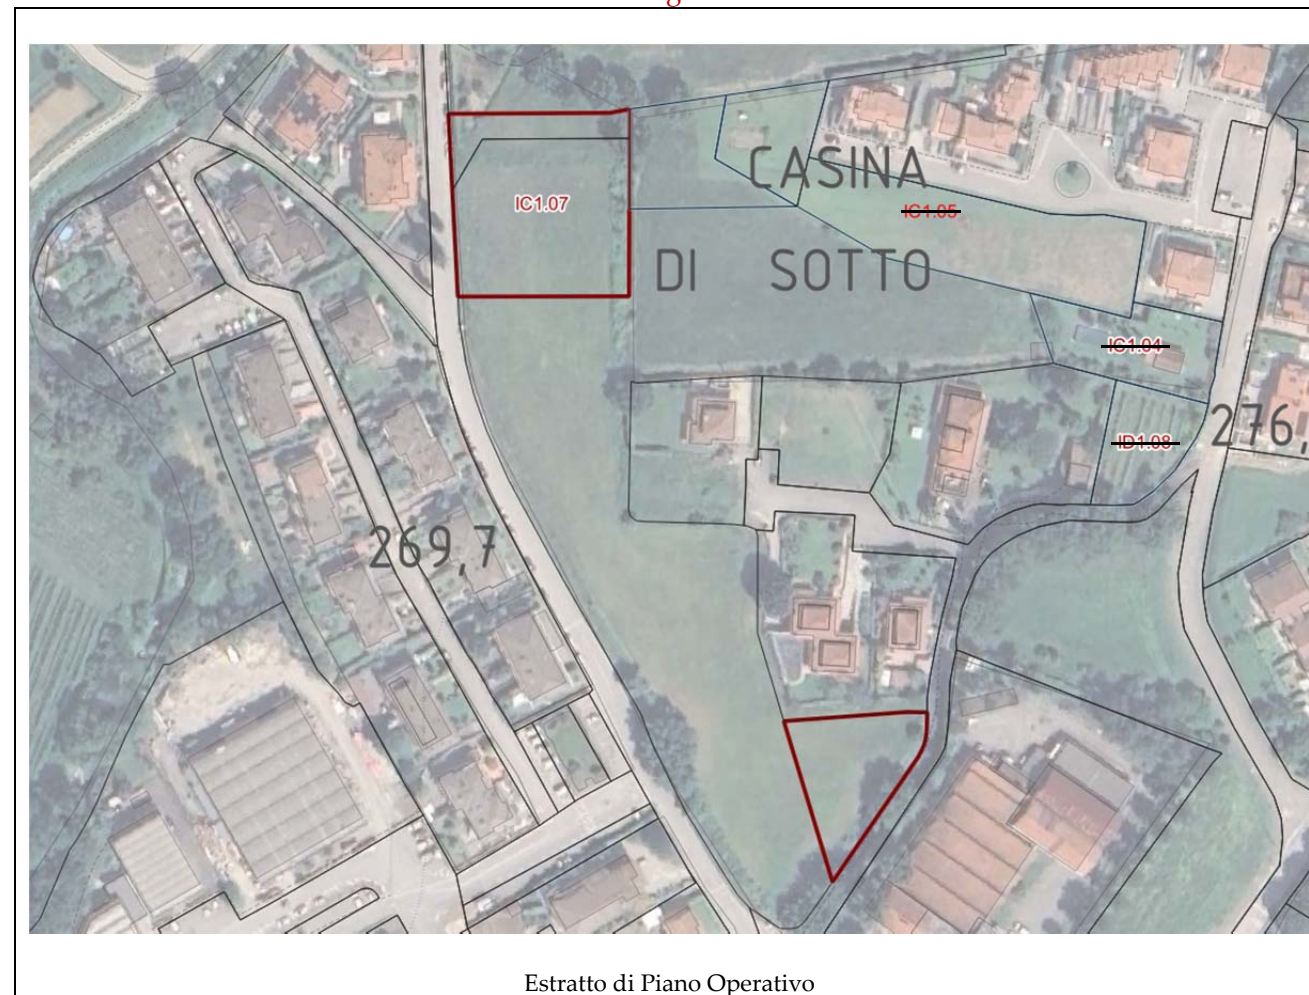 CASINA
IC1.07
IC1.05
DI SOTTO
IC1.04
276,
ID1.08
269,7
Estratto di Piano Operativo